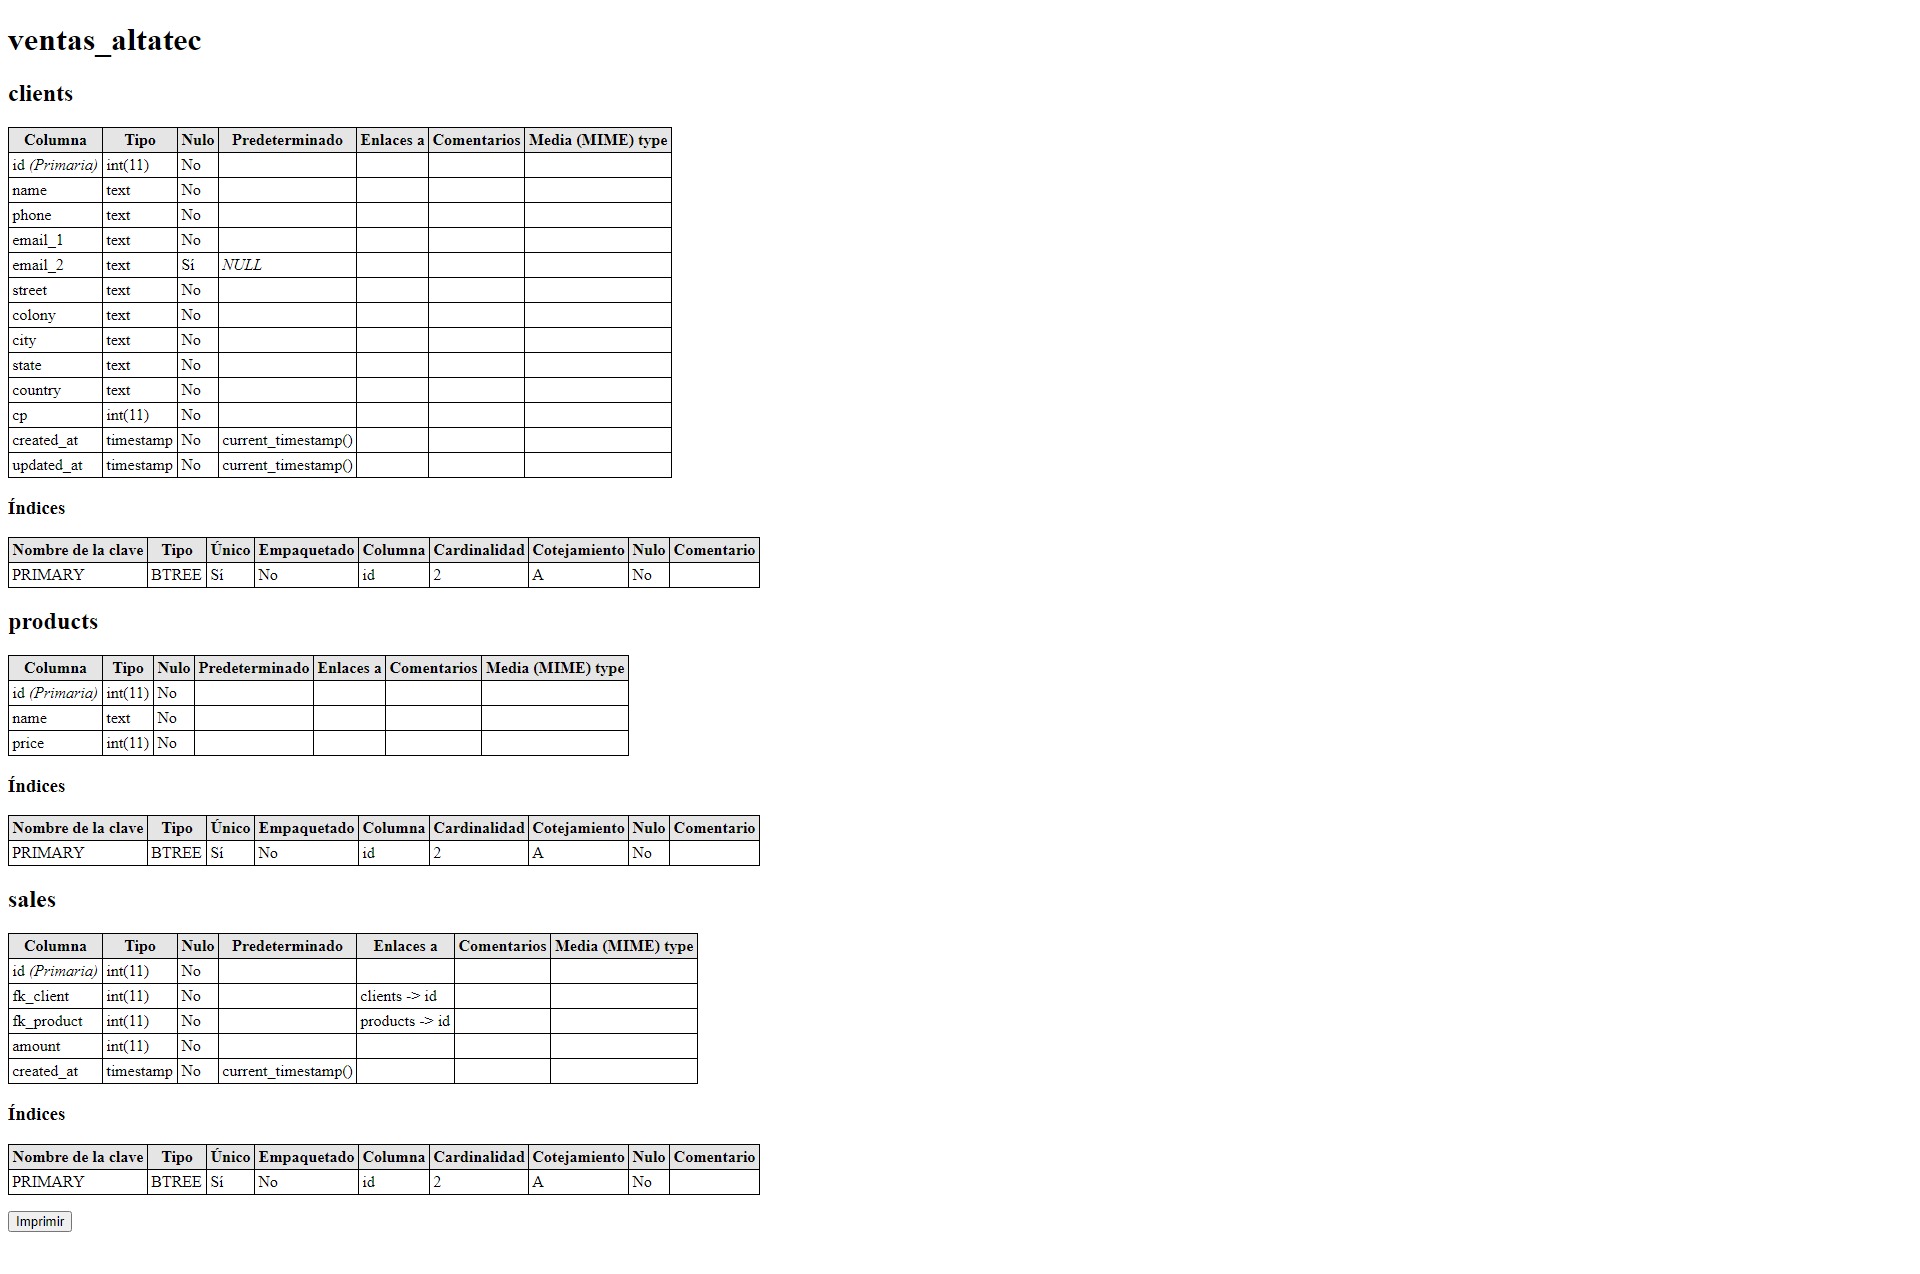 ventas_altatec
clients
Columna Tipo Nulo Predeterminado Enlaces a Comentarios Media (MIME) type
id (Primaria) int(11) No
name text No
phone text No
email_1 text No
email_2 text Sí NULL
street text No
colony text No
city text No
state text No
country text No
cp int(11) No
created_at timestamp No current_timestamp()
updated_at timestamp No current_timestamp()
Índices
Nombre de la clave Tipo Único Empaquetado Columna Cardinalidad Cotejamiento Nulo Comentario
PRIMARY BTREE Sí No id 2 A No
products
Columna Tipo Nulo Predeterminado Enlaces a Comentarios Media (MIME) type
id (Primaria) int(11) No
name text No
price int(11) No
Índices
Nombre de la clave Tipo Único Empaquetado Columna Cardinalidad Cotejamiento Nulo Comentario
PRIMARY BTREE Sí No id 2 A No
sales
Columna Tipo Nulo Predeterminado Enlaces a Comentarios Media (MIME) type
id (Primaria) int(11) No
fk_client int(11) No clients -> id
fk_product int(11) No products -> id
amount int(11) No
created_at timestamp No current_timestamp()
Índices
Nombre de la clave Tipo Único Empaquetado Columna Cardinalidad Cotejamiento Nulo Comentario
PRIMARY BTREE Sí No id 2 A No
Imprimir